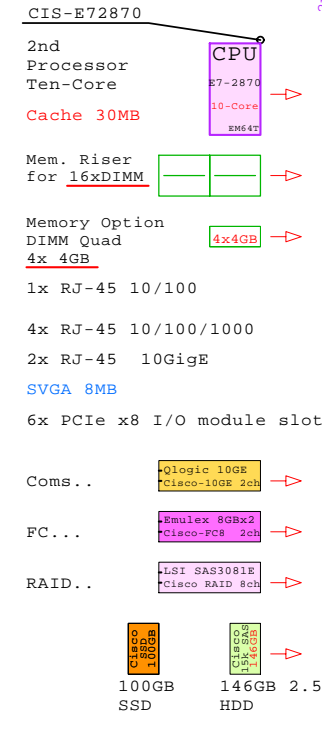 CIS-E72870
2nd
Processor
Ten-Core
Cache 30MB
CPU
E7-2870
10-Core
EM64T
Mem. Riser
for 16xDIMM
Memory Option
DIMM Quad
4x 4GB
4x4GB
1x RJ-45 10/100
4x RJ-45 10/100/1000
2x RJ-45 10GigE
SVGA 8MB
6x PCIe x8 I/O module slot
Coms..
Qlogic 10GE
Cisco-10GE 2ch
FC...
Emulex 8GBx2
Cisco-FC8 2ch
RAID..
LSI SAS3081E
Cisco RAID 8ch
Cisco
SSD
100GB
Cisco
15k SAS
146GB
100GB
SSD
146GB 2.5
HDD